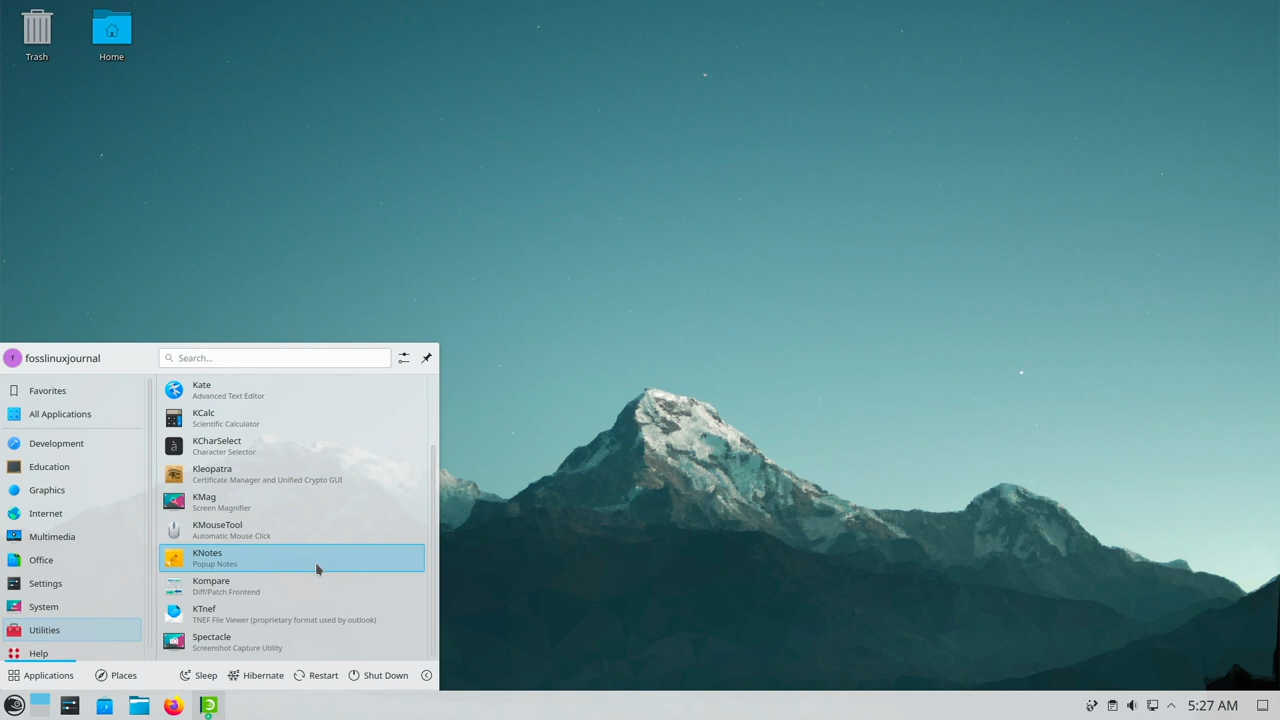 Trash
Home
f
fosslinuxjournal
Search...
Favorites
All Applications
Development
Education
Graphics
Internet
Multimedia
Office
Settings
System
Utilities
Help
Kate
Advanced Text Editor
KCalc
Scientific Calculator
à
KCharSelect
Character Selector
Kleopatra
Certificate Manager and Unified Crypto GUI
KMag
Screen Magnifier
KMouseTool
Automatic Mouse Click
KNotes
Popup Notes
Kompare
Diff/Patch Frontend
KTnef
TNEF File Viewer (proprietary format used by outlook)
Spectacle
Screenshot Capture Utility
Applications
Places
Sleep
Hibernate
Restart
Shut Down
5:27 AM